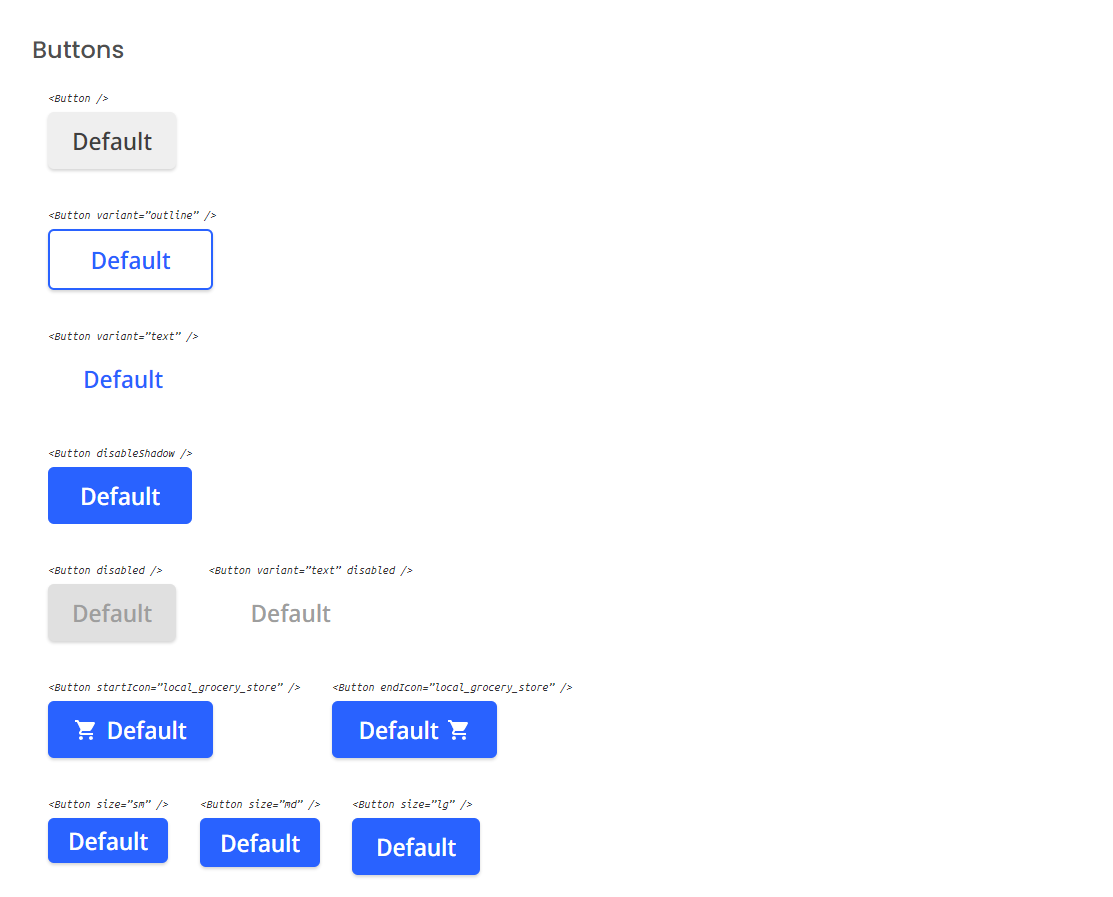 Buttons
<Button />
Default
<Button variant=”outline” />
Default
<Button variant=”text” />
Default
<Button disableShadow />
Default
<Button disabled /> <Button variant=”text” disabled />
Default Default
<Button startIcon=”local_grocery_store” /> <Button endIcon=”local_grocery_store” />
Default Default
<Button size=”sm” /> <Button size=”md” /> <Button size=”lg” />
Default Default Default